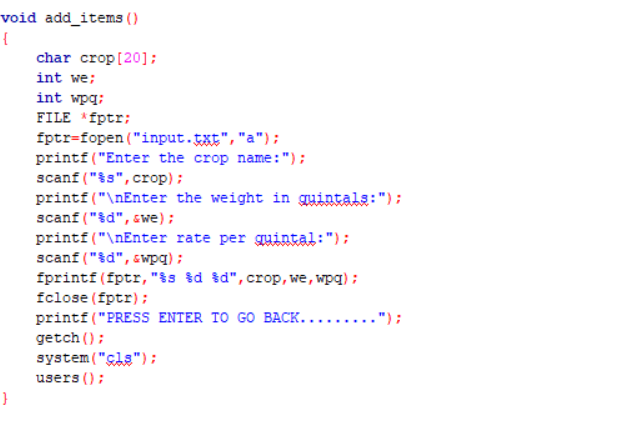 void add_items()
{
char crop[20];
int we;
int wpq;
FILE *fptr;
fptr=fopen("input.txt","a");
printf("Enter the crop name:");
scanf("%s",crop);
printf("\nEnter the weight in quintals:");
scanf("%d",&we);
printf("\nEnter rate per quintal:");
scanf("%d",&wpq);
fprintf(fptr,"%s %d %d",crop,we,wpq);
fclose(fptr);
printf("PRESS ENTER TO GO BACK.........");
getch();
system("cls");
users();
}